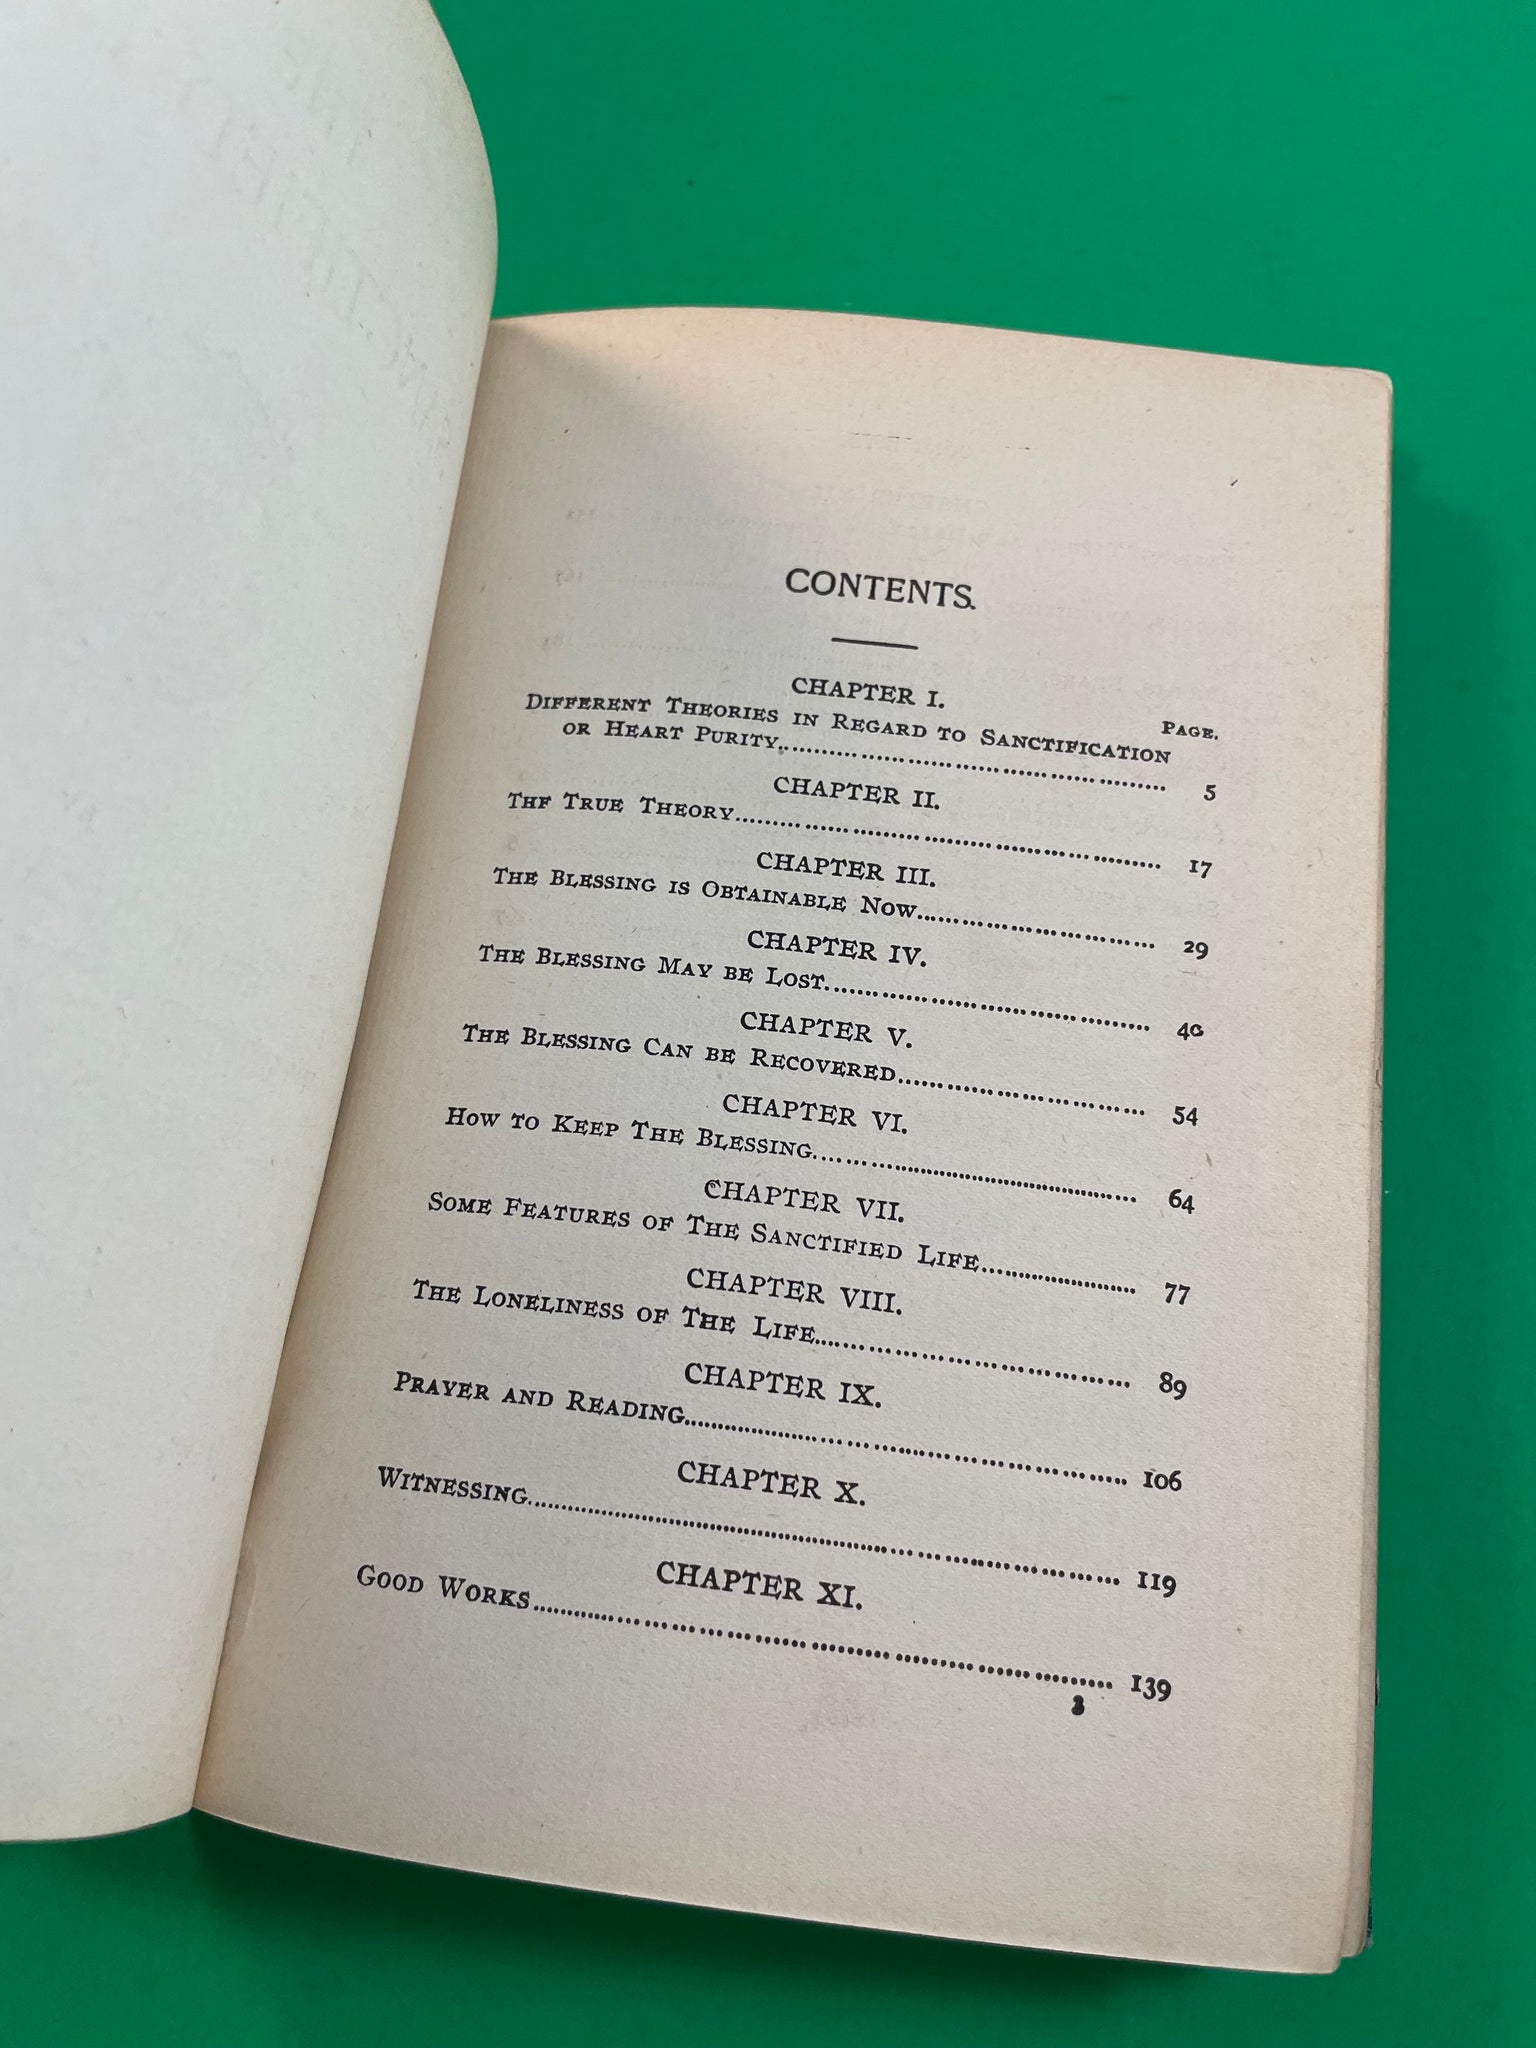 CONTENTS.
CHAPTER I.
PAGE.
DIFFERENT THEORIES IN REGARD TO SANCTIFICATION
OR HEART PURITY........................................................ 5
CHAPTER II.
THF TRUE THEORY........................................................ 17
CHAPTER III.
THE BLESSING IS OBTAINABLE NOW................................. 29
CHAPTER IV.
THE BLESSING MAY BE LOST........................................... 40
CHAPTER V.
THE BLESSING CAN BE RECOVERED.................................. 54
CHAPTER VI.
HOW TO KEEP THE BLESSING............................................ 64
CHAPTER VII.
SOME FEATURES OF THE SANCTIFIED LIFE........................... 77
CHAPTER VIII.
THE LONELINESS OF THE LIFE.......................................... 89
CHAPTER IX.
PRAYER AND READING.................................................... 106
CHAPTER X.
WITNESSING................................................................. 119
CHAPTER XI.
GOOD WORKS................................................................ 139
3